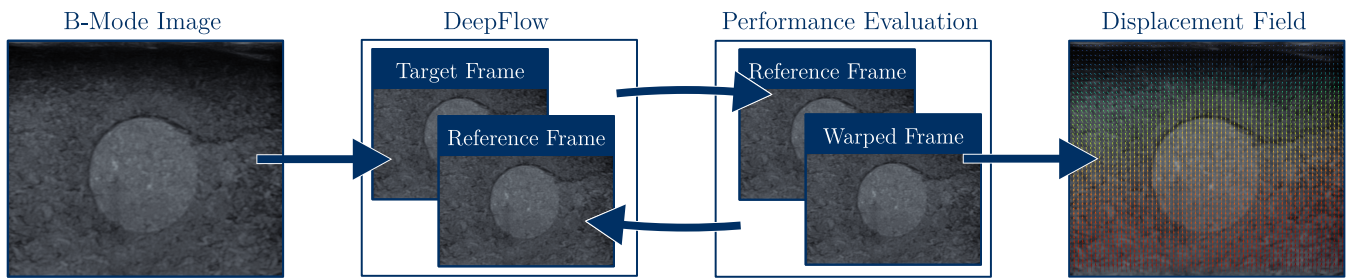 B-Mode Image
DeepFlow
Performance Evaluation
Displacement Field
Target Frame
Reference Frame
Reference Frame
Warped Frame